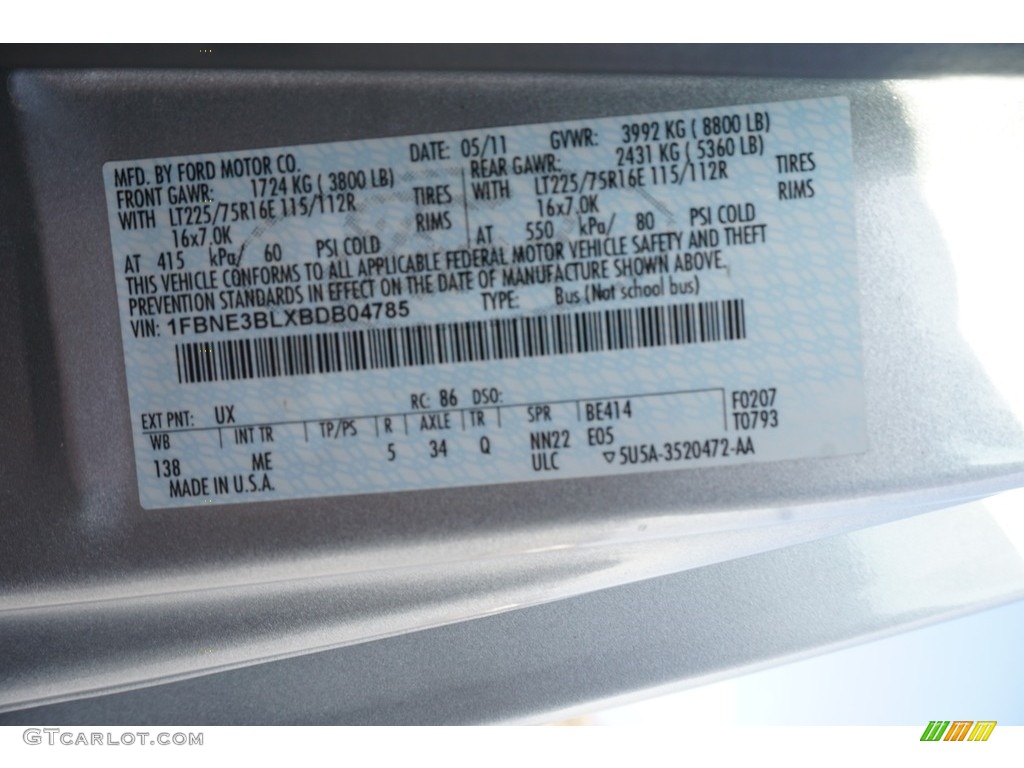 MFD. BY FORD MOTOR CO. DATE: 05/11 GVWR: 3992 KG ( 8800 LB)
FRONT GAWR: 1724 KG ( 3800 LB) REAR GAWR: 2431 KG ( 5360 LB)
WITH LT225/75R16E 115/112R TIRES WITH LT225/75R16E 115/112R TIRES
16x7.0K RIMS 16x7.0K RIMS
AT 415 kPa/ 60 PSI COLD AT 550 kPa/ 80 PSI COLD
THIS VEHICLE CONFORMS TO ALL APPLICABLE FEDERAL MOTOR VEHICLE SAFETY AND THEFT
PREVENTION STANDARDS IN EFFECT ON THE DATE OF MANUFACTURE SHOWN ABOVE.
VIN: 1FBNE3BLXBDB04785 TYPE: Bus (Not school bus)
EXT PNT: UX RC: 86 DSO: F0207
WB INT TR TP/PS R AXLE TR SPR BE414 T0793
138 ME 5 34 Q NN22 E05
MADE IN U.S.A. ULC ▽5U5A-3520472-AA
GTCARLOT.COM